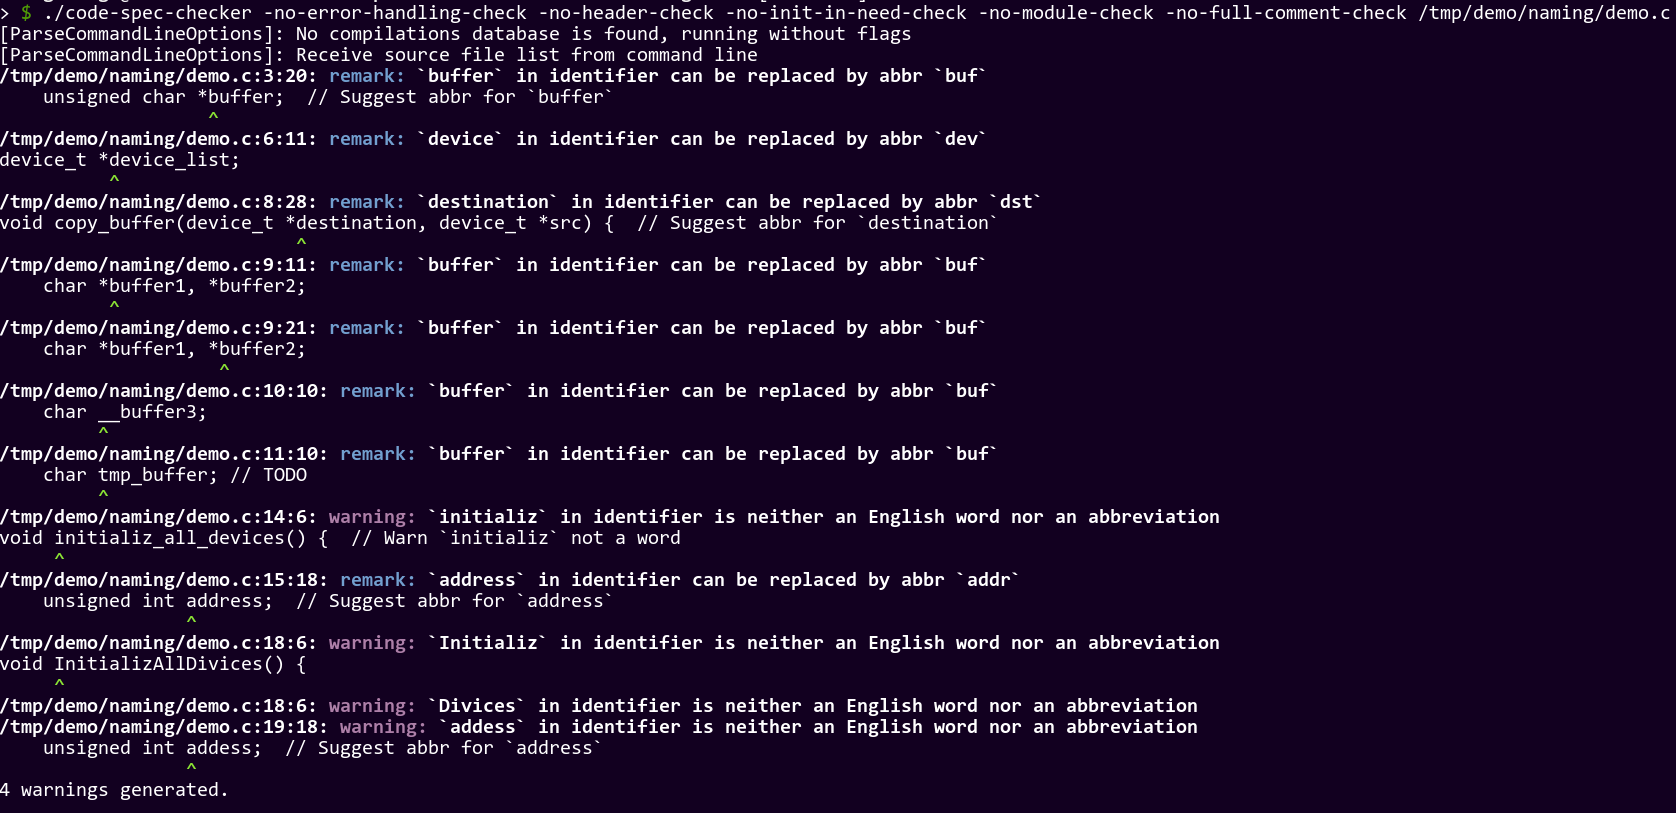 > $ ./code-spec-checker -no-error-handling-check -no-header-check -no-init-in-need-check -no-module-check -no-full-comment-check /tmp/demo/naming/demo.c
[ParseCommandLineOptions]: No compilations database is found, running without flags
[ParseCommandLineOptions]: Receive source file list from command line
/tmp/demo/naming/demo.c:3:20: remark: `buffer` in identifier can be replaced by abbr `buf`
    unsigned char *buffer;  // Suggest abbr for `buffer`
                   ^
/tmp/demo/naming/demo.c:6:11: remark: `device` in identifier can be replaced by abbr `dev`
device_t *device_list;
          ^
/tmp/demo/naming/demo.c:8:28: remark: `destination` in identifier can be replaced by abbr `dst`
void copy_buffer(device_t *destination, device_t *src) {  // Suggest abbr for `destination`
                           ^
/tmp/demo/naming/demo.c:9:11: remark: `buffer` in identifier can be replaced by abbr `buf`
    char *buffer1, *buffer2;
          ^
/tmp/demo/naming/demo.c:9:21: remark: `buffer` in identifier can be replaced by abbr `buf`
    char *buffer1, *buffer2;
                    ^
/tmp/demo/naming/demo.c:10:10: remark: `buffer` in identifier can be replaced by abbr `buf`
    char __buffer3;
         ^
/tmp/demo/naming/demo.c:11:10: remark: `buffer` in identifier can be replaced by abbr `buf`
    char tmp_buffer; // TODO
         ^
/tmp/demo/naming/demo.c:14:6: warning: `initializ` in identifier is neither an English word nor an abbreviation
void initializ_all_devices() {  // Warn `initializ` not a word
     ^
/tmp/demo/naming/demo.c:15:18: remark: `address` in identifier can be replaced by abbr `addr`
    unsigned int address;  // Suggest abbr for `address`
                 ^
/tmp/demo/naming/demo.c:18:6: warning: `Initializ` in identifier is neither an English word nor an abbreviation
void InitializAllDivices() {
     ^
/tmp/demo/naming/demo.c:18:6: warning: `Divices` in identifier is neither an English word nor an abbreviation
/tmp/demo/naming/demo.c:19:18: warning: `addess` in identifier is neither an English word nor an abbreviation
    unsigned int addess;  // Suggest abbr for `address`
                 ^
4 warnings generated.